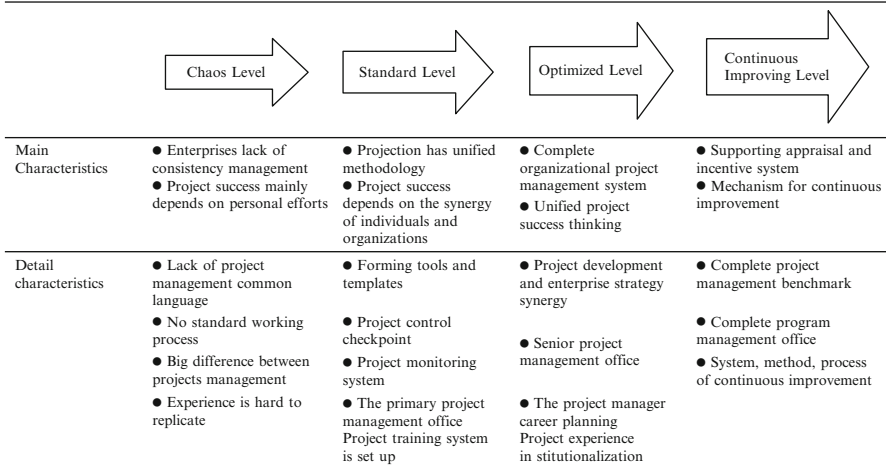 Chaos Level
Standard Level
Optimized Level
Continuous
Improving Level
Main
Characteristics
● Enterprises lack of
consistency management
● Project success mainly
depends on personal efforts
● Projection has unified
methodology
● Project success
depends on the synergy
of individuals and
organizations
● Complete
organizational project
management system
● Unified project
success thinking
● Supporting appraisal and
incentive system
● Mechanism for continuous
improvement
Detail
characteristics
● Lack of project
management common
language
● No standard working
process
● Big difference between
projects management
● Experience is hard to
replicate
● Forming tools and
templates
● Project control
checkpoint
● Project monitoring
system
● The primary project
management office
Project training system
is set up
● Project development
and enterprise strategy
synergy
● Senior project
management office
● The project manager
career planning
Project experience
in stitutionalization
● Complete project
management benchmark
● Complete program
management office
● System, method, process
of continuous improvement